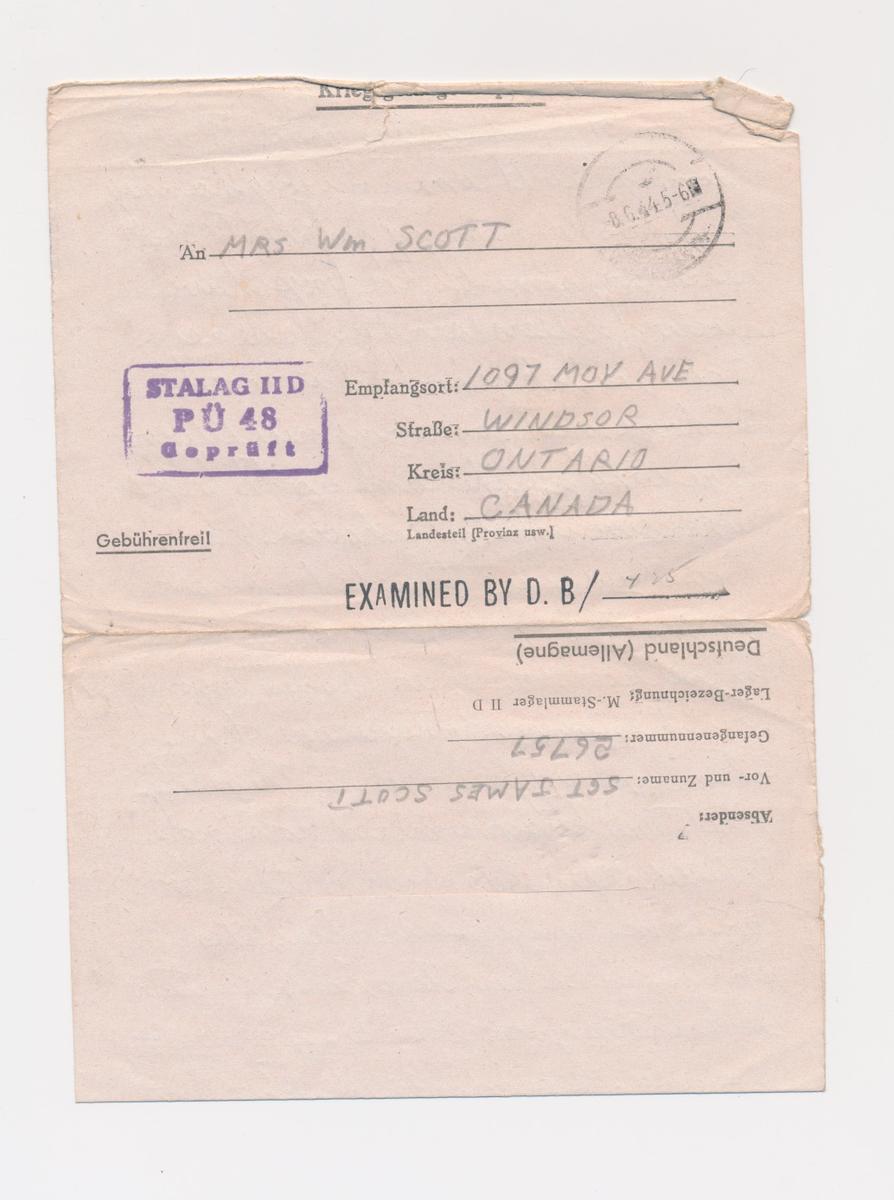 An MRS Wm SCOTT
STALAG IID
PÜ 48
Geprüft
Empfangsort: 1097 MOY AVE
Straße: WINDSOR
Kreis: ONTARIO
Land: CANADA
Landesteil (Provinz usw.)
Gebührenfrei!
EXAMINED BY D. B/
Absender:
Vor- und Zuname: SGT JAMES SCOTT
Gefangenennummer: 26757
Lager-Bezeichnung: M.-Stammlager II D
Deutschland (Allemagne)